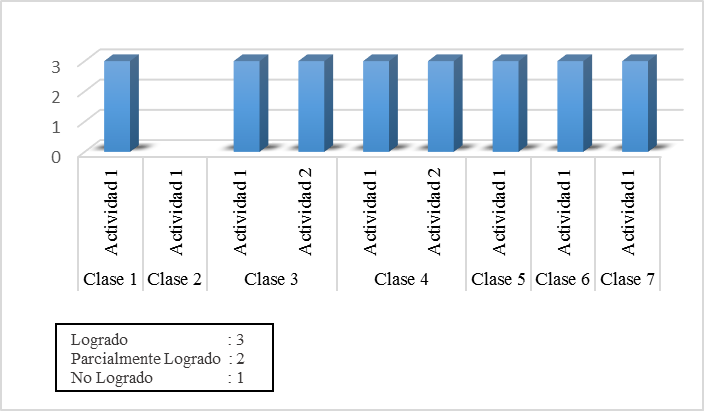 3
2
1
0
Actividad 1
Actividad 1
Actividad 1
Actividad 2
Actividad 1
Actividad 2
Actividad 1
Actividad 1
Actividad 1
Clase 1
Clase 2
Clase 3
Clase 4
Clase 5
Clase 6
Clase 7
Logrado : 3
Parcialmente Logrado : 2
No Logrado : 1